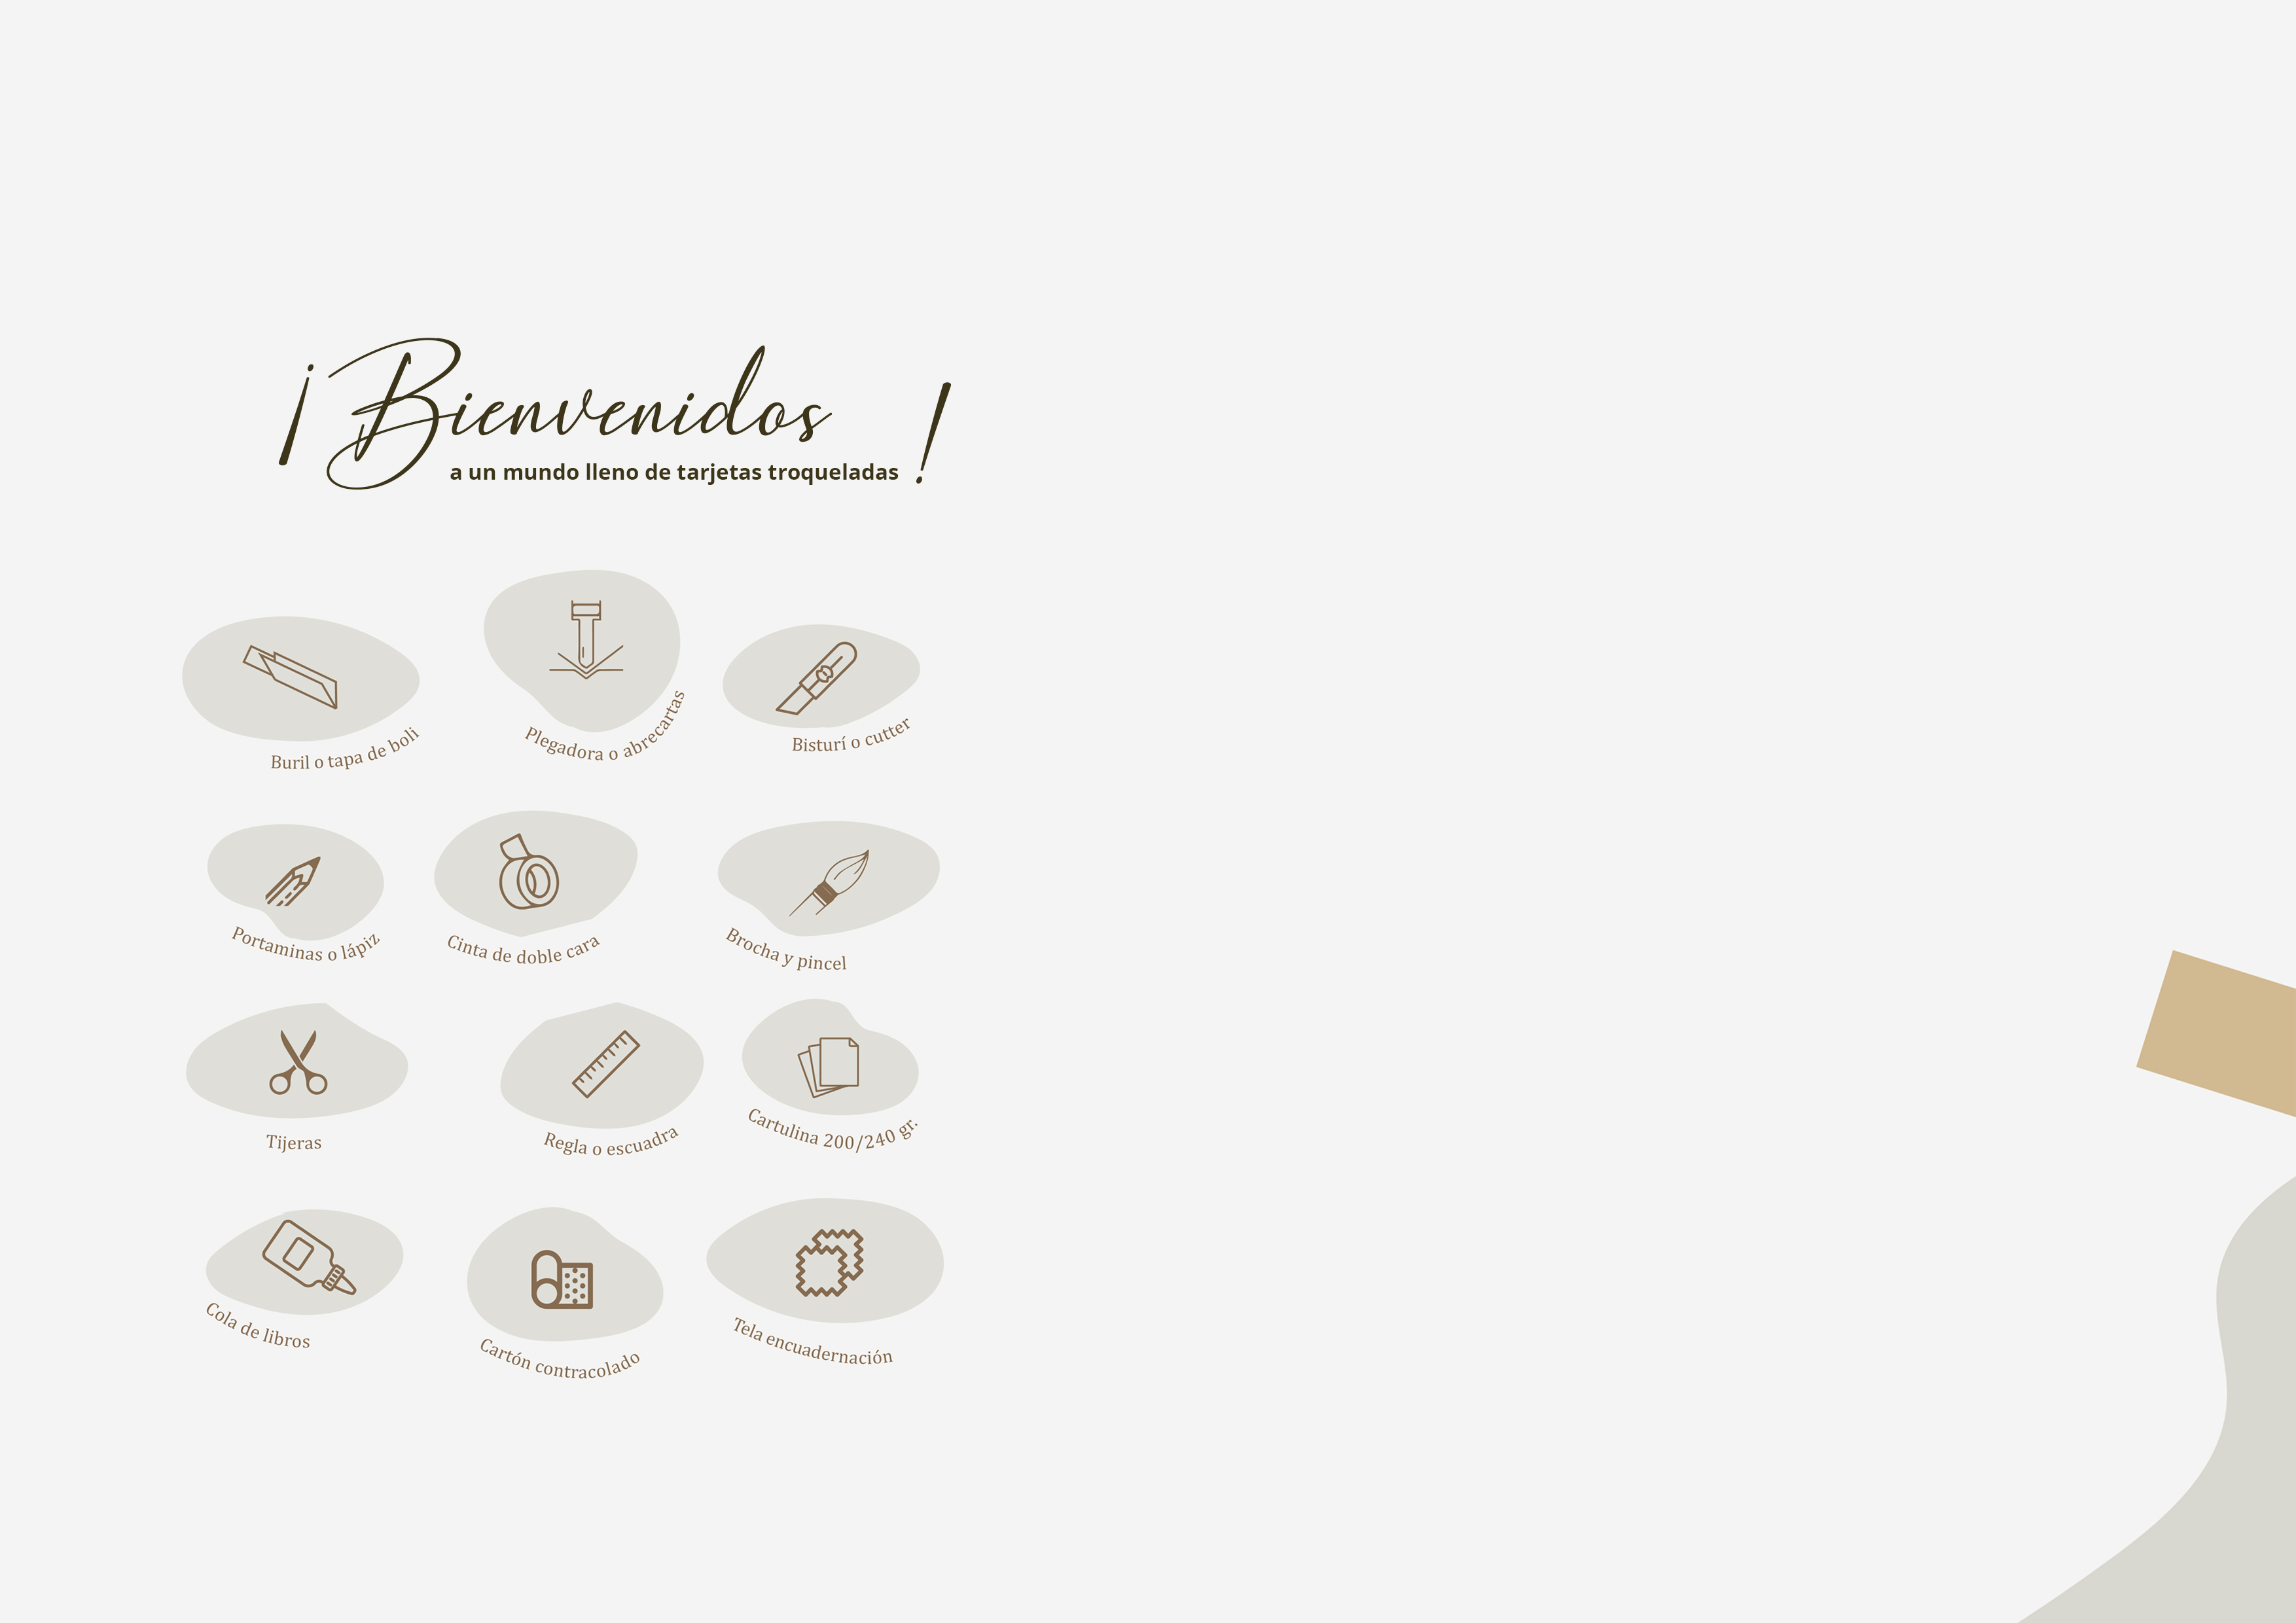 ¡Bienvenidos
a un mundo lleno de tarjetas troqueladas!
Buril o tapa de boli
Plegadora o abrecartas
Bisturí o cutter
Portaminas o lápiz
Cinta de doble cara
Brocha y pincel
Tijeras
Regla o escuadra
Cartulina 200/240 gr.
Cola de libros
Cartón contracolado
Tela encuadernación